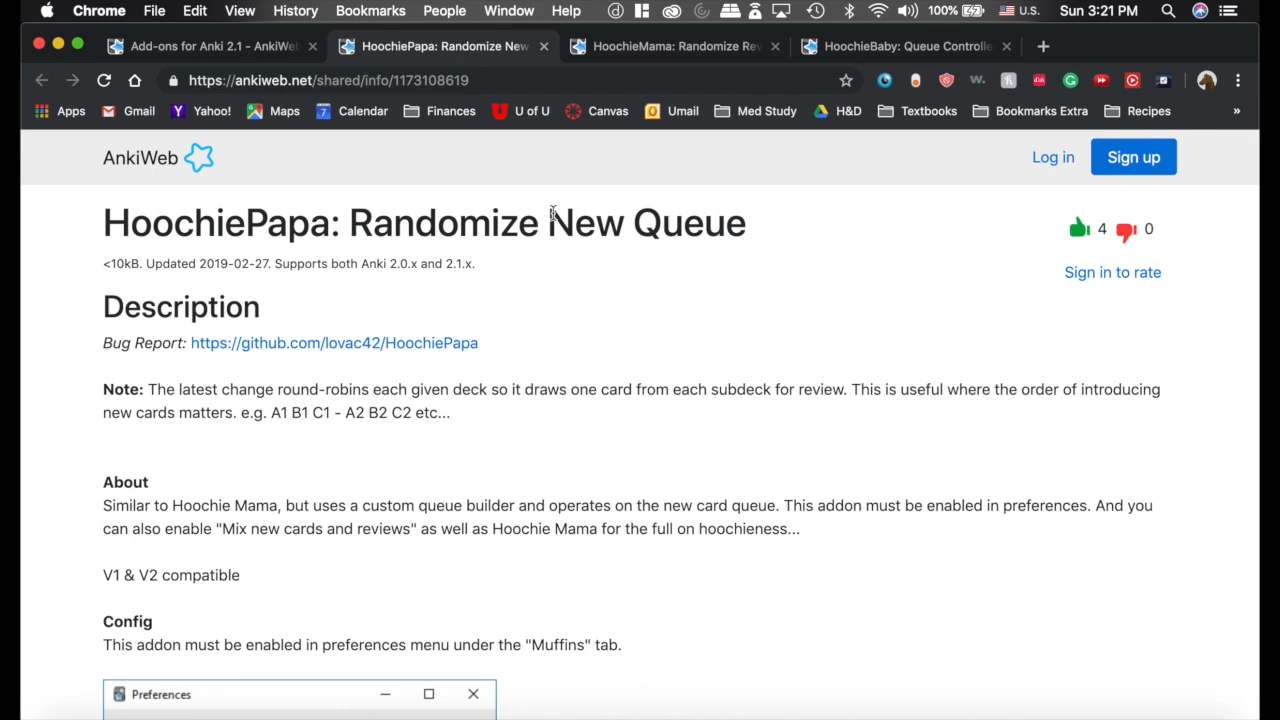 Chrome File Edit View History Bookmarks People Window Help 100% U.S. Sun 3:21 PM
Add-ons for Anki 2.1 - AnkiWe HoochiePapa: Randomize New HoochieMama: Randomize Rev HoochieBaby: Queue Controlle
https://ankiweb.net/shared/info/1173108619
Apps Gmail Yahoo! Maps Calendar Finances U of U Canvas Umail Med Study H&D Textbooks Bookmarks Extra Recipes »
AnkiWeb Log in Sign up
HoochiePapa: Randomize New Queue 4 0
<10kB. Updated 2019-02-27. Supports both Anki 2.0.x and 2.1.x.
Sign in to rate
Description
Bug Report: https://github.com/lovac42/HoochiePapa
Note: The latest change round-robins each given deck so it draws one card from each subdeck for review. This is useful where the order of introducing
new cards matters. e.g. A1 B1 C1 - A2 B2 C2 etc...
About
Similar to Hoochie Mama, but uses a custom queue builder and operates on the new card queue. This addon must be enabled in preferences. And you
can also enable "Mix new cards and reviews" as well as Hoochie Mama for the full on hoochieness...
V1 & V2 compatible
Config
This addon must be enabled in preferences menu under the "Muffins" tab.
Preferences